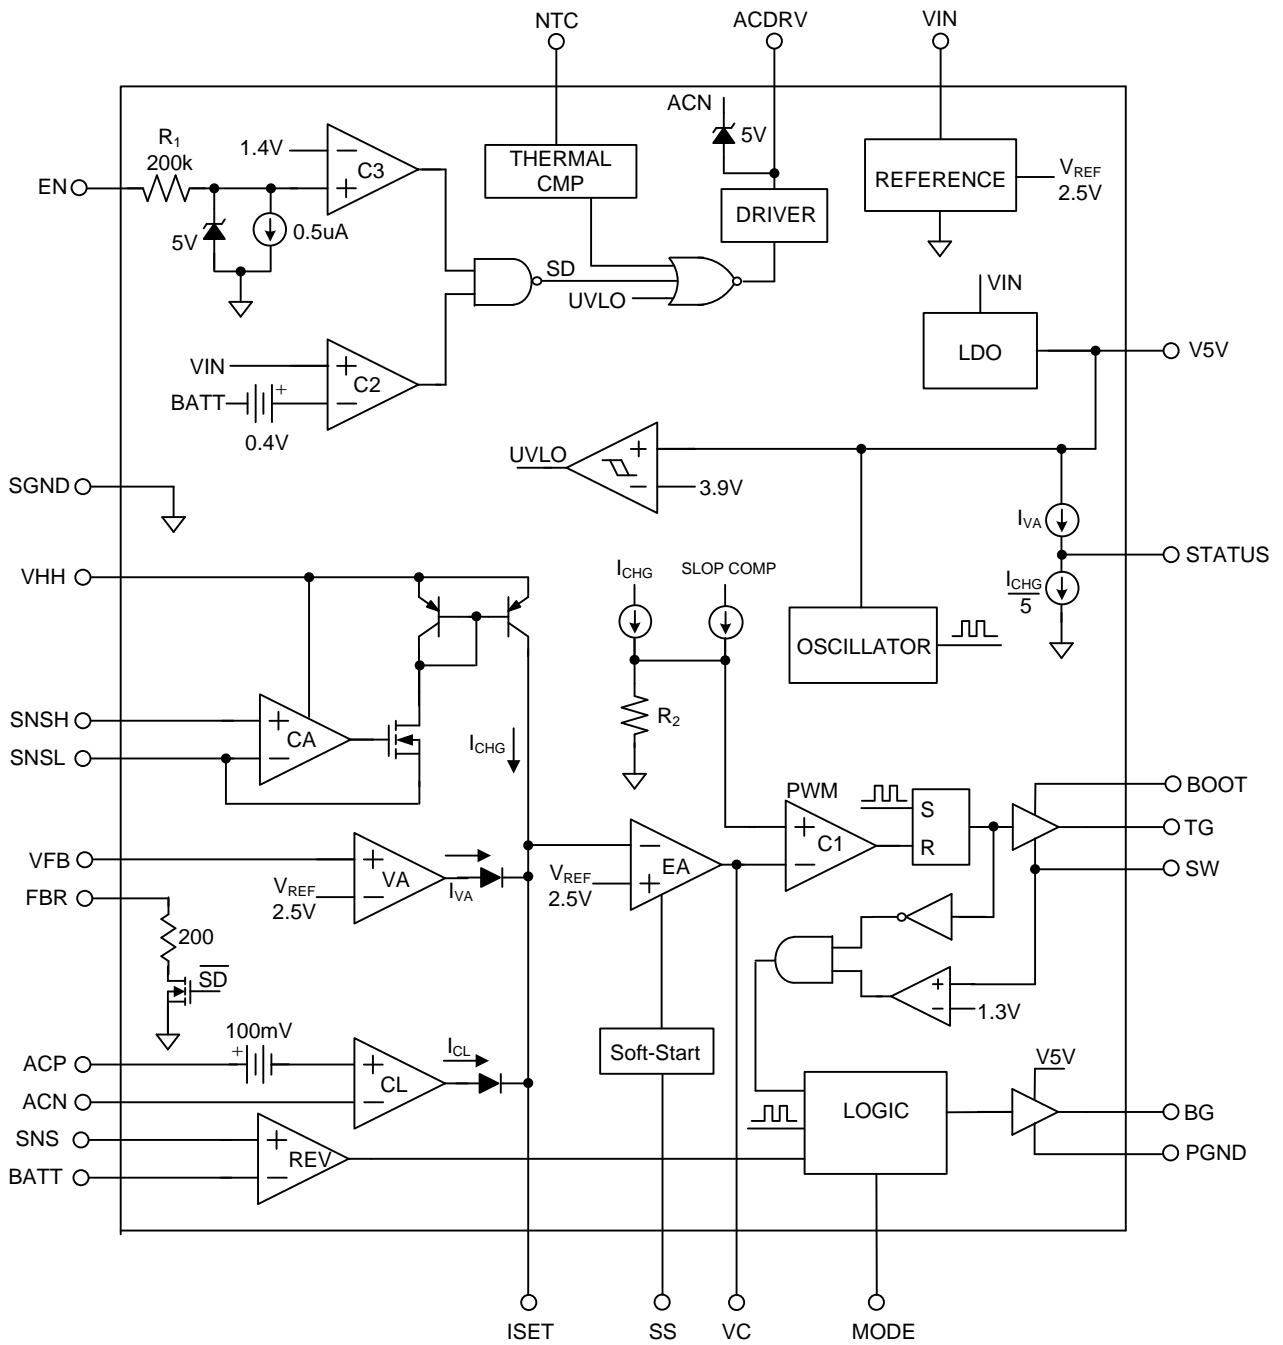 NTC
ACDRV
VIN
ACN
5V
R1
200k
1.4V
C3
THERMAL
CMP
REFERENCE
VREF
2.5V
EN
DRIVER
5V
0.5uA
SD
UVLO
VIN
LDO
V5V
VIN
C2
BATT
+
0.4V
UVLO
3.9V
SGND
IVA
STATUS
VHH
ICHG
SLOP COMP
ICHG
5
OSCILLATOR
SNSH
R2
CA
ICHG
SNSL
PWM
BOOT
S
C1
TG
R
VFB
VA
EA
SW
VREF
2.5V
IVA
VREF
2.5V
FBR
200
SD
1.3V
100mV
+
ICL
Soft-Start
V5V
ACP
CL
ACN
LOGIC
BG
SNS
REV
PGND
BATT
ISET
SS
VC
MODE